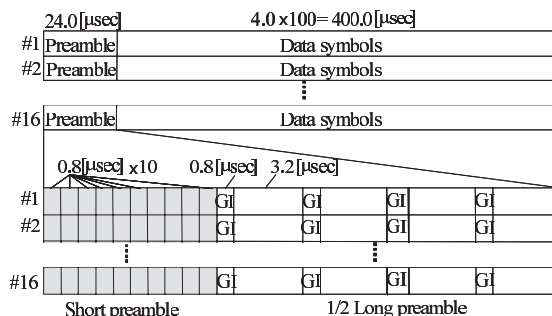 24.0[μsec] 4.0 x100= 400.0[μsec]
#1 Preamble Data symbols
#2 Preamble Data symbols
#16 Preamble Data symbols
0.8[μsec] x10 0.8[μsec] 3.2[μsec]
#1 GI GI GI GI
#2 GI GI GI GI
#16 GI GI GI GI
Short preamble 1/2 Long preamble